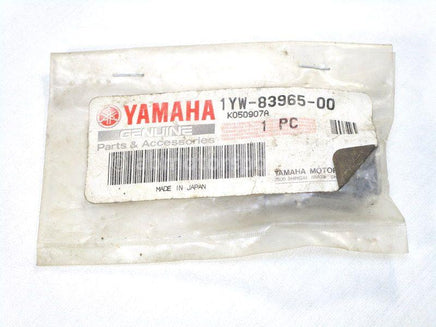 YAMAHA
1YW-83965-00
K050907A
GENUINE
Parts & Accessories
1 PC
YAMAHA MOTOR
MADE IN JAPAN